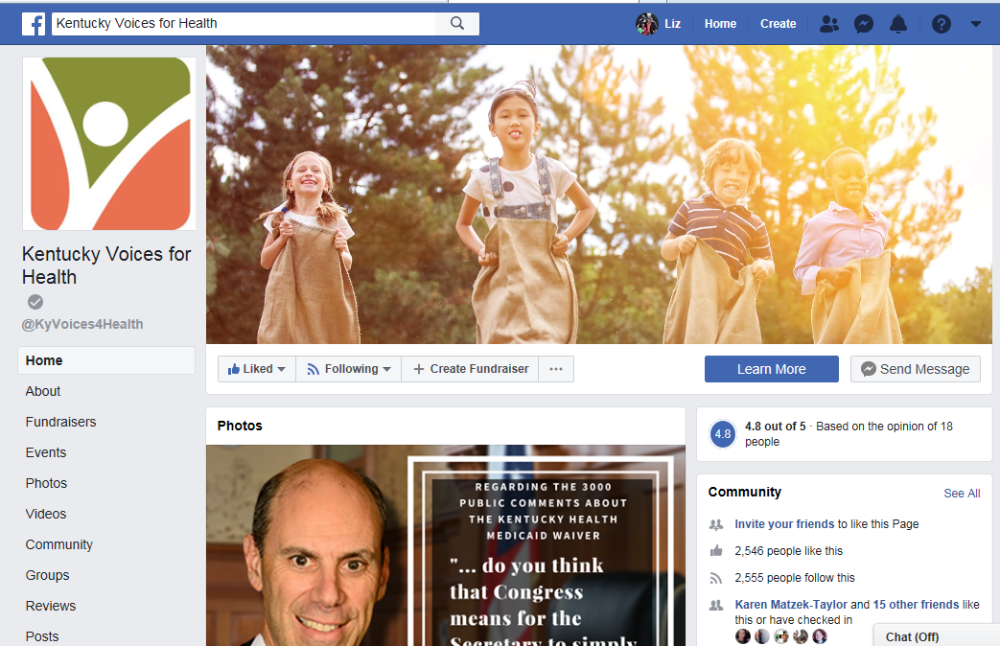 Kentucky Voices for Health
Liz
Home
Create
Kentucky Voices for
Health
@KyVoices4Health
Home
About
Fundraisers
Events
Photos
Videos
Community
Groups
Reviews
Posts
Liked
Following
+ Create Fundraiser
...
Learn More
Send Message
Photos
REGARDING THE 3000
PUBLIC COMMENTS ABOUT
THE KENTUCKY HEALTH
MEDICAID WAIVER
"... do you think
that Congress
means for the
Secretary to simply
4.8
4.8 out of 5 · Based on the opinion of 18
people
Community
See All
Invite your friends to like this Page
2,546 people like this
2,555 people follow this
Karen Matzek-Taylor and 15 other friends like
this or have checked in
Chat (Off)